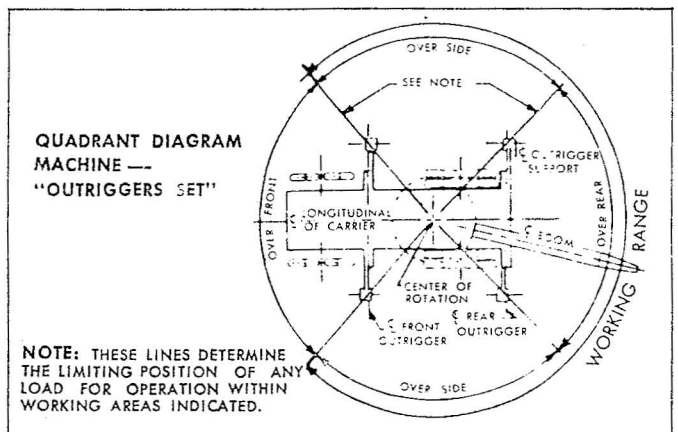 OVER SIDE
SEE NOTE
QUADRANT DIAGRAM
MACHINE —-
"OUTRIGGERS SET"
℄ OUTRIGGER
SUPPORT
OVER FRONT
℄ LONGITUDINAL
OF CARRIER
℄ BOOM
OVER REAR
WORKING RANGE
CENTER OF
ROTATION
℄ FRONT
OUTRIGGER
℄ REAR
OUTRIGGER
NOTE: THESE LINES DETERMINE
THE LIMITING POSITION OF ANY
LOAD FOR OPERATION WITHIN
WORKING AREAS INDICATED.
OVER SIDE